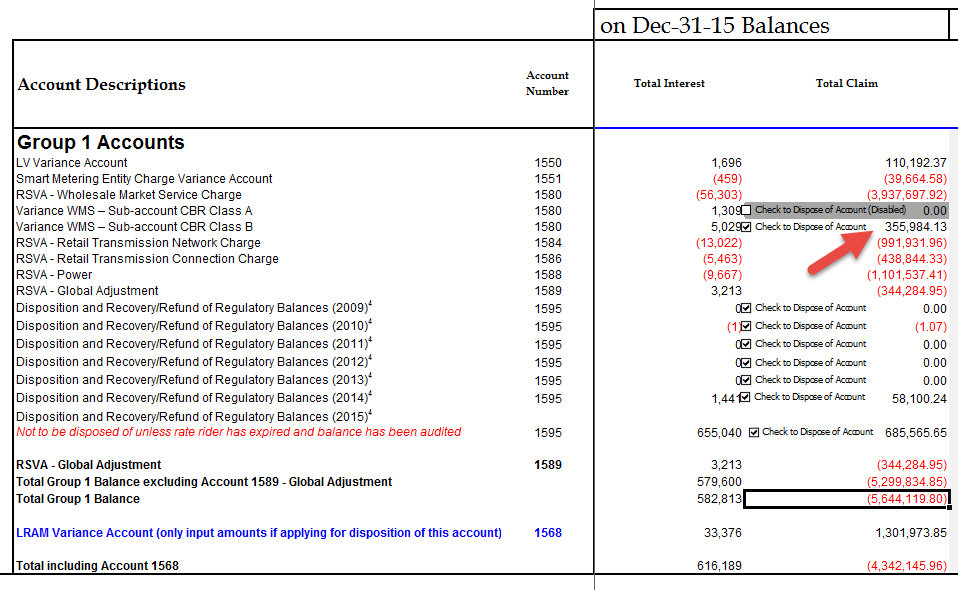 on Dec-31-15 Balances
Account Descriptions Account Number Total Interest Total Claim
Group 1 Accounts
LV Variance Account 1550 1,696 110,192.37
Smart Metering Entity Charge Variance Account 1551 (459) (39,664.58)
RSVA - Wholesale Market Service Charge 1580 (56,303) (3,937,697.92)
Variance WMS – Sub-account CBR Class A 1580 1,309 Check to Dispose of Account (Disabled) 0.00
Variance WMS – Sub-account CBR Class B 1580 5,029 Check to Dispose of Account 355,984.13
RSVA - Retail Transmission Network Charge 1584 (13,022) (991,931.96)
RSVA - Retail Transmission Connection Charge 1586 (5,463) (438,844.33)
RSVA - Power 1588 (9,667) (1,101,537.41)
RSVA - Global Adjustment 1589 3,213 (344,284.95)
Disposition and Recovery/Refund of Regulatory Balances (2009)4 1595 0 Check to Dispose of Account 0.00
Disposition and Recovery/Refund of Regulatory Balances (2010)4 1595 (1) Check to Dispose of Account (1.07)
Disposition and Recovery/Refund of Regulatory Balances (2011)4 1595 0 Check to Dispose of Account 0.00
Disposition and Recovery/Refund of Regulatory Balances (2012)4 1595 0 Check to Dispose of Account 0.00
Disposition and Recovery/Refund of Regulatory Balances (2013)4 1595 0 Check to Dispose of Account 0.00
Disposition and Recovery/Refund of Regulatory Balances (2014)4 1595 1,441 Check to Dispose of Account 58,100.24
Disposition and Recovery/Refund of Regulatory Balances (2015)4
Not to be disposed of unless rate rider has expired and balance has been audited 1595 655,040 Check to Dispose of Account 685,565.65
RSVA - Global Adjustment 1589 3,213 (344,284.95)
Total Group 1 Balance excluding Account 1589 - Global Adjustment 579,600 (5,299,834.85)
Total Group 1 Balance 582,813 (5,644,119.80)
LRAM Variance Account (only input amounts if applying for disposition of this account) 1568 33,376 1,301,973.85
Total including Account 1568 616,189 (4,342,145.96)